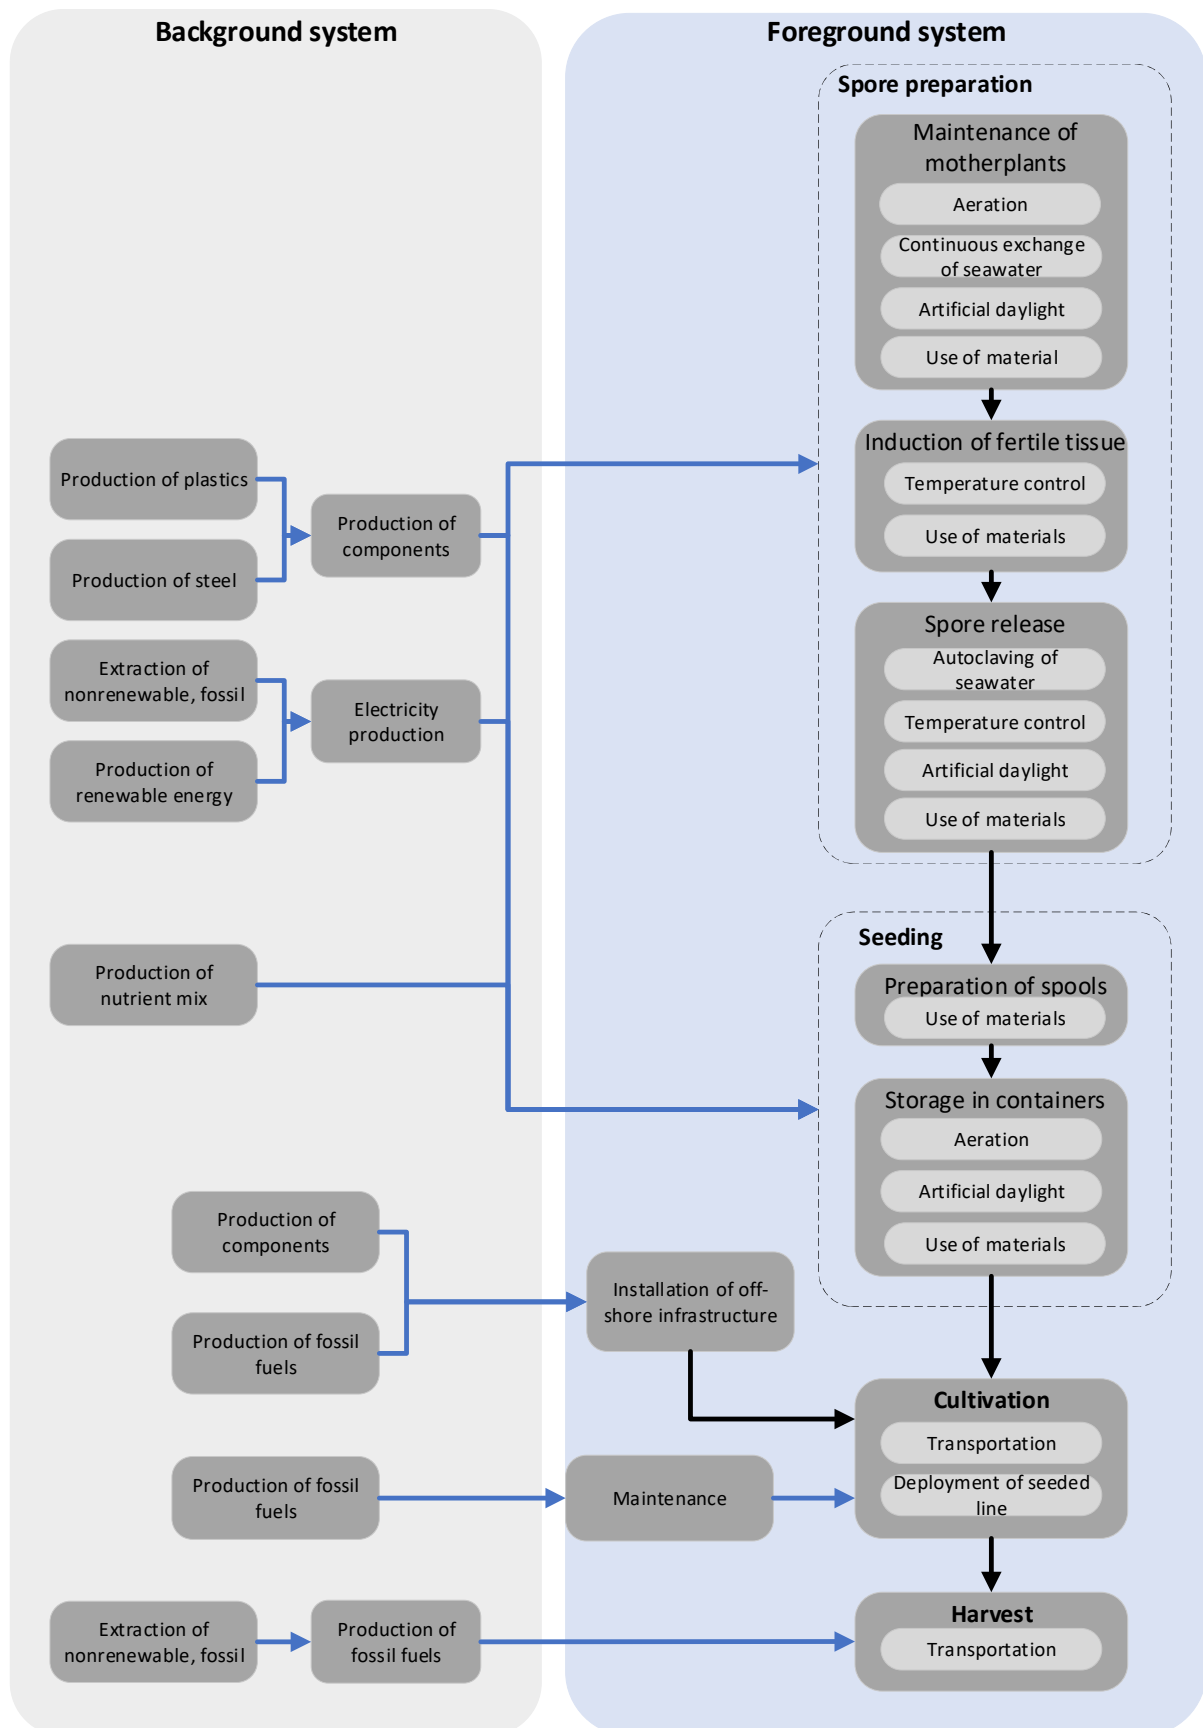 Background system
Foreground system
Spore preparation
Maintenance of
motherplants
Aeration
Continuous exchange
of seawater
Artificial daylight
Use of material
Induction of fertile tissue
Temperature control
Use of materials
Spore release
Autoclaving of
seawater
Temperature control
Artificial daylight
Use of materials
Production of plastics
Production of steel
Production of
components
Extraction of
nonrenewable, fossil
Production of
renewable energy
Electricity
production
Production of
nutrient mix
Seeding
Preparation of spools
Use of materials
Storage in containers
Aeration
Artificial daylight
Use of materials
Production of
components
Production of fossil
fuels
Installation of off-
shore infrastructure
Cultivation
Transportation
Deployment of seeded
line
Production of fossil
fuels
Maintenance
Harvest
Transportation
Extraction of
nonrenewable, fossil
Production of
fossil fuels